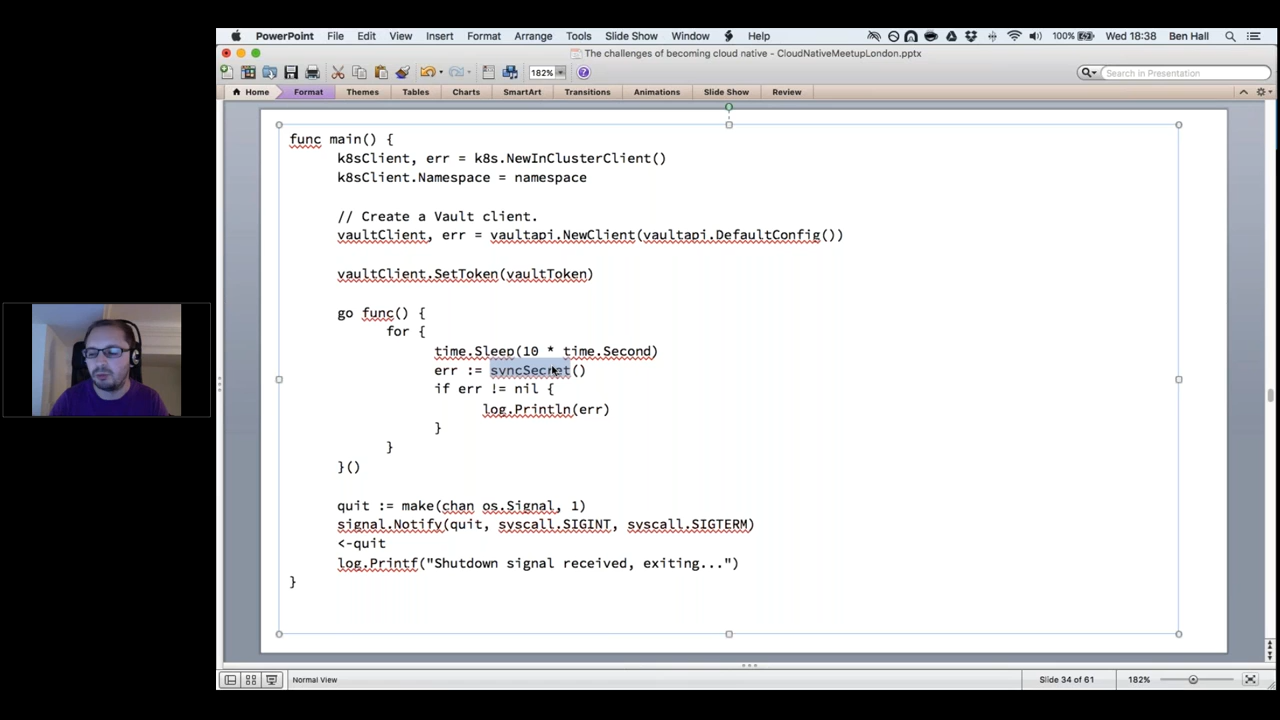 PowerPoint File Edit View Insert Format Arrange Tools Slide Show Window Help 100% Wed 18:38 Ben Hall
The challenges of becoming cloud native - CloudNativeMeetupLondon.pptx
182% Search in Presentation
Home Format Themes Tables Charts SmartArt Transitions Animations Slide Show Review
func main() {
k8sClient, err = k8s.NewInClusterClient()
k8sClient.Namespace = namespace
// Create a Vault client.
vaultClient, err = vaultapi.NewClient(vaultapi.DefaultConfig())
vaultClient.SetToken(vaultToken)
go func() {
for {
time.Sleep(10 * time.Second)
err := syncSecret()
if err != nil {
log.Println(err)
}
}
}()
quit := make(chan os.Signal, 1)
signal.Notify(quit, syscall.SIGINT, syscall.SIGTERM)
<-quit
log.Printf("Shutdown signal received, exiting...")
}
Normal View Slide 34 of 61 182%